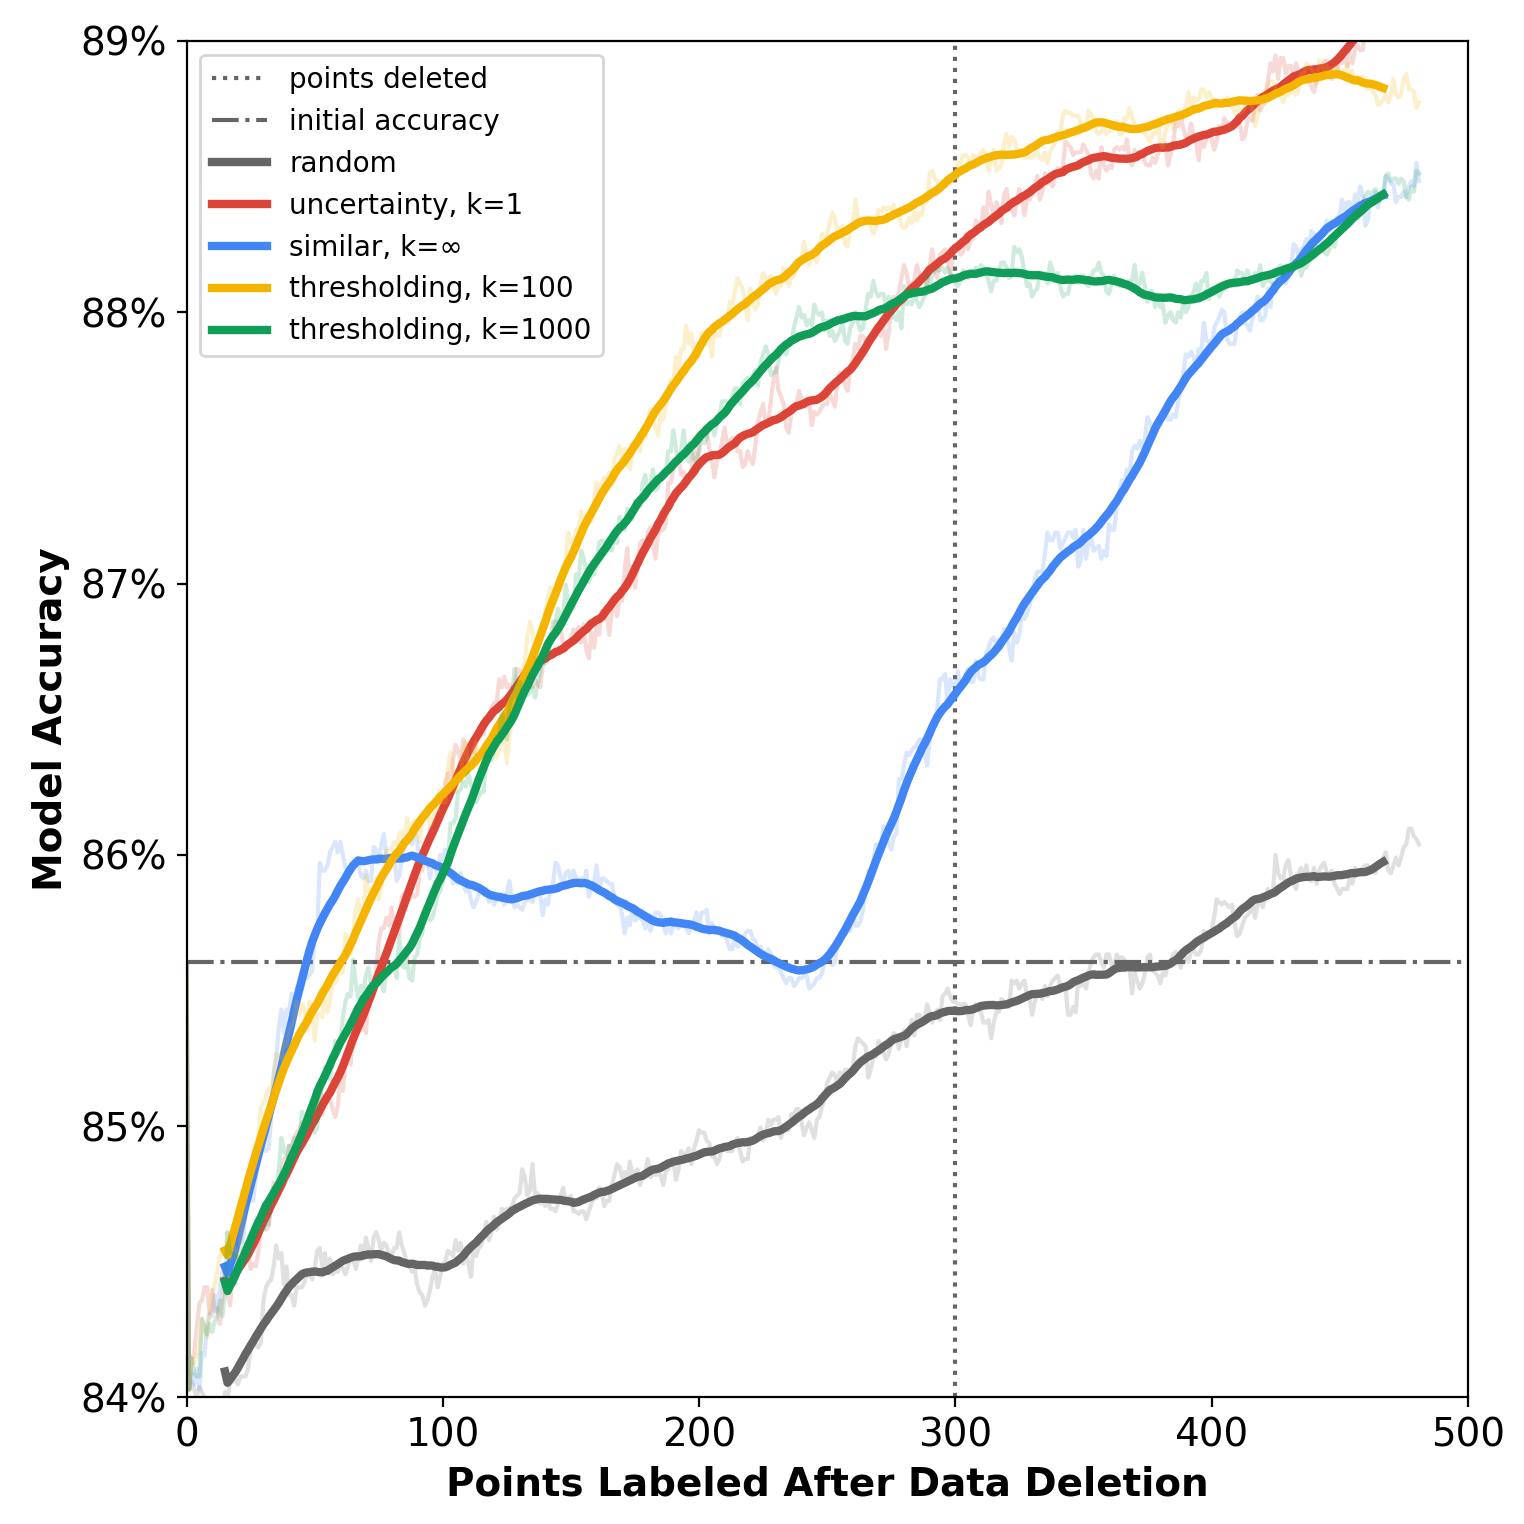 89%
88%
87%
86%
85%
84%
Model Accuracy
points deleted
initial accuracy
random
uncertainty, k=1
similar, k=∞
thresholding, k=100
thresholding, k=1000
0 100 200 300 400 500
Points Labeled After Data Deletion